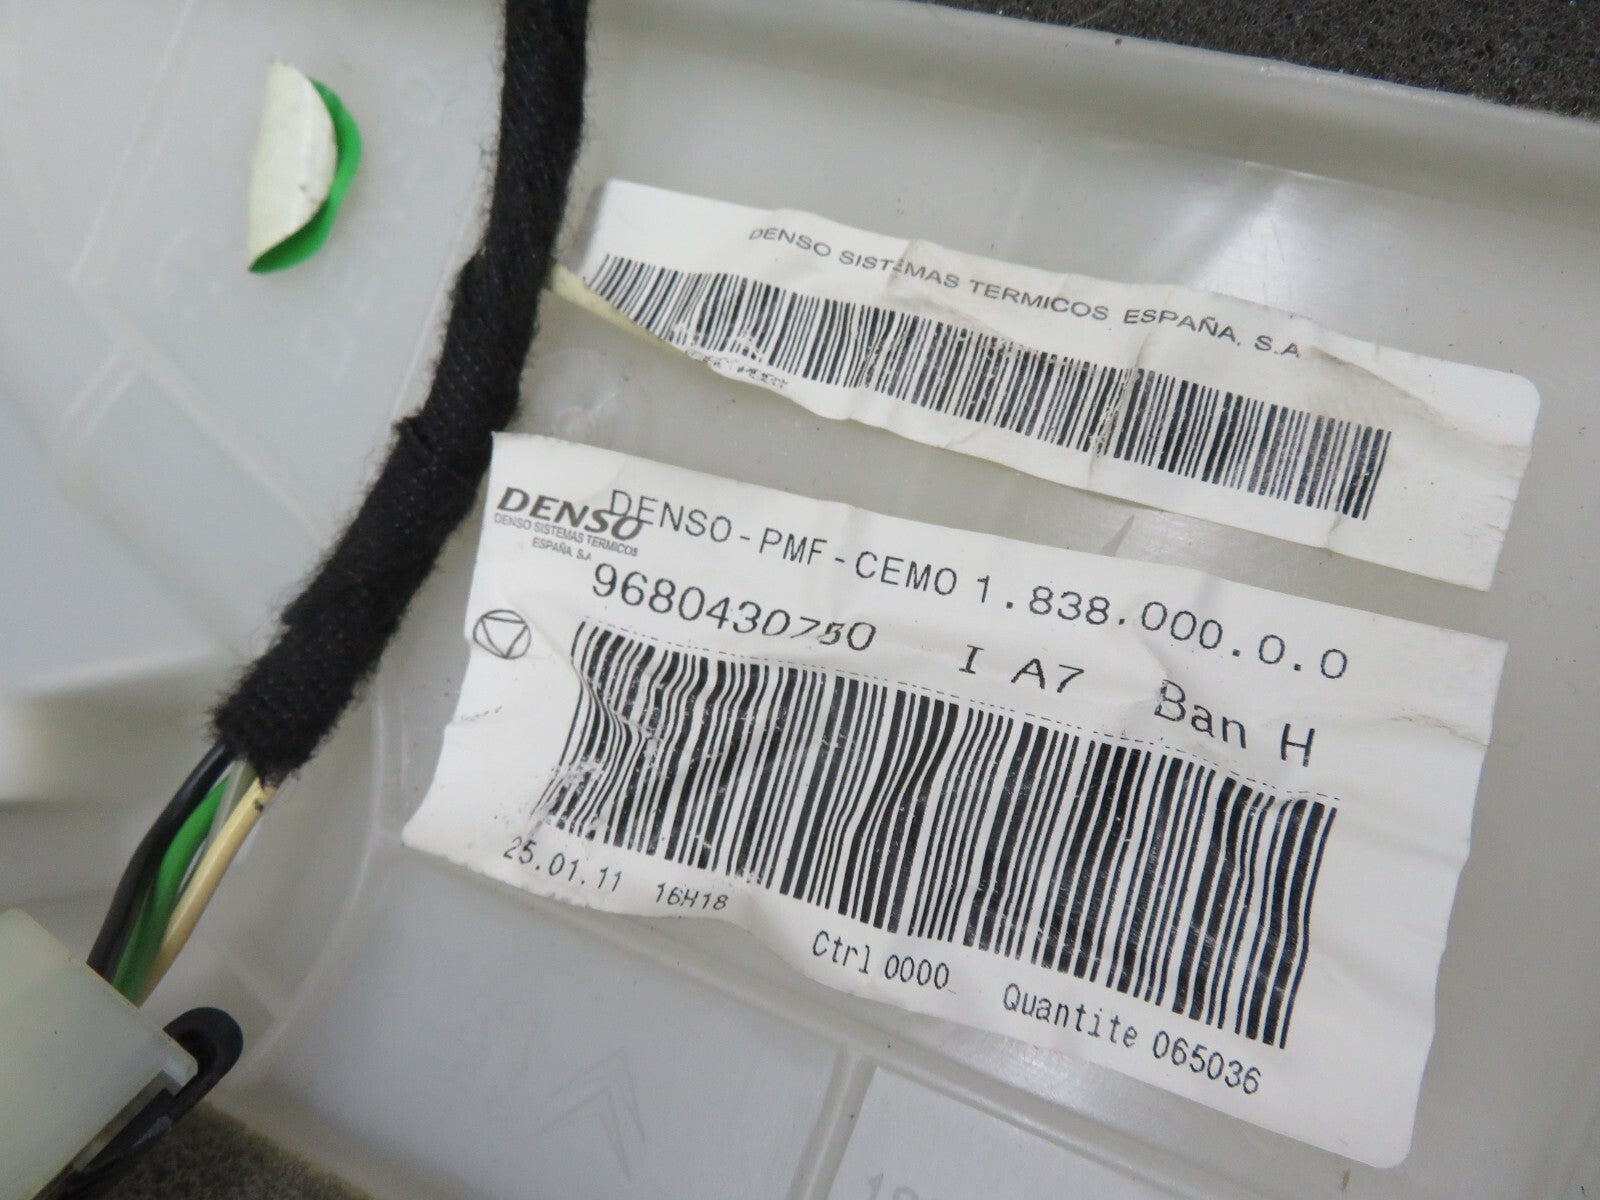 DENSO SISTEMAS TERMICOS ESPAÑA, S.A
DENSO
DENSO SISTEMAS TERMICOS
ESPAÑA, S.A
DENSO-PMF-CEMO 1.838.000.0.0
9680430750 I A7 Ban H
25.01.11 16H18
Ctrl 0000 Quantite 065036